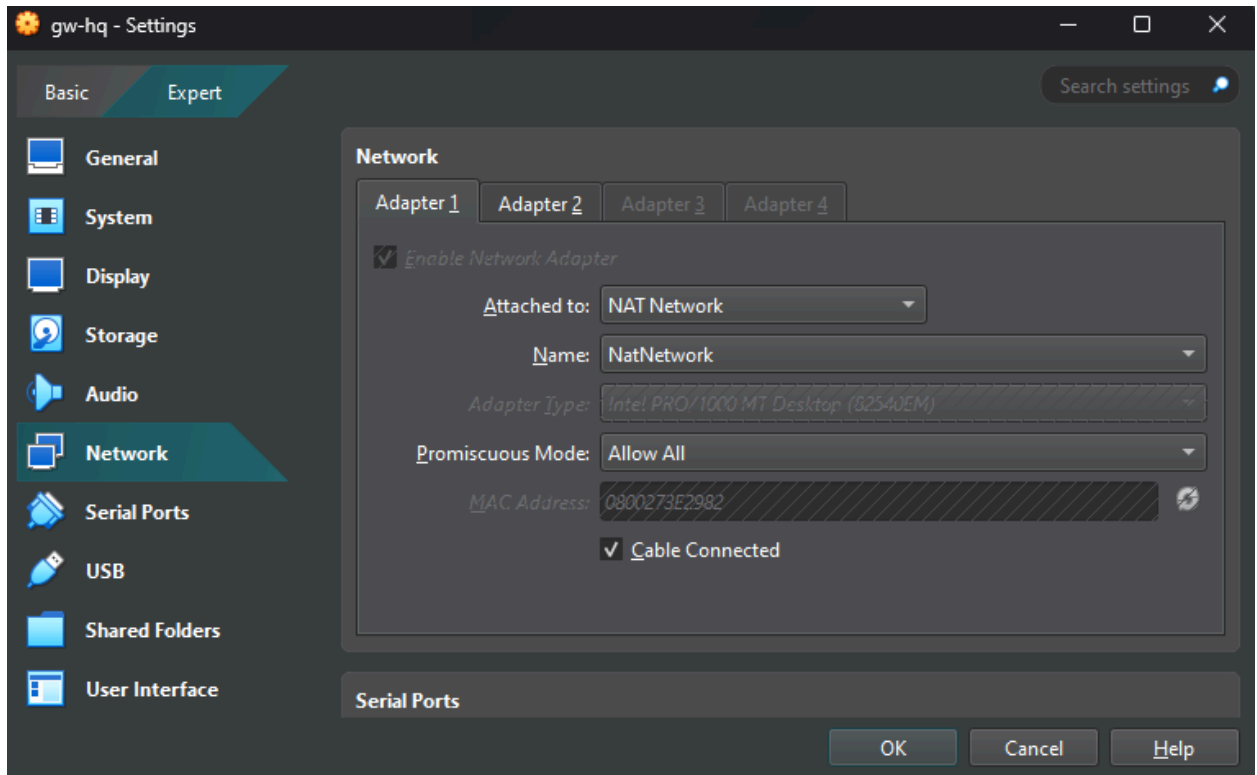 gw-hq - Settings
Basic
Expert
Search settings
General
System
Display
Storage
Audio
Network
Serial Ports
USB
Shared Folders
User Interface
Network
Adapter 1
Adapter 2
Adapter 3
Adapter 4
Enable Network Adapter
Attached to: NAT Network
Name: NatNetwork
Adapter Type: Intel PRO/1000 MT Desktop (82540EM)
Promiscuous Mode: Allow All
MAC Address: 0800273E2982
Cable Connected
Serial Ports
OK
Cancel
Help